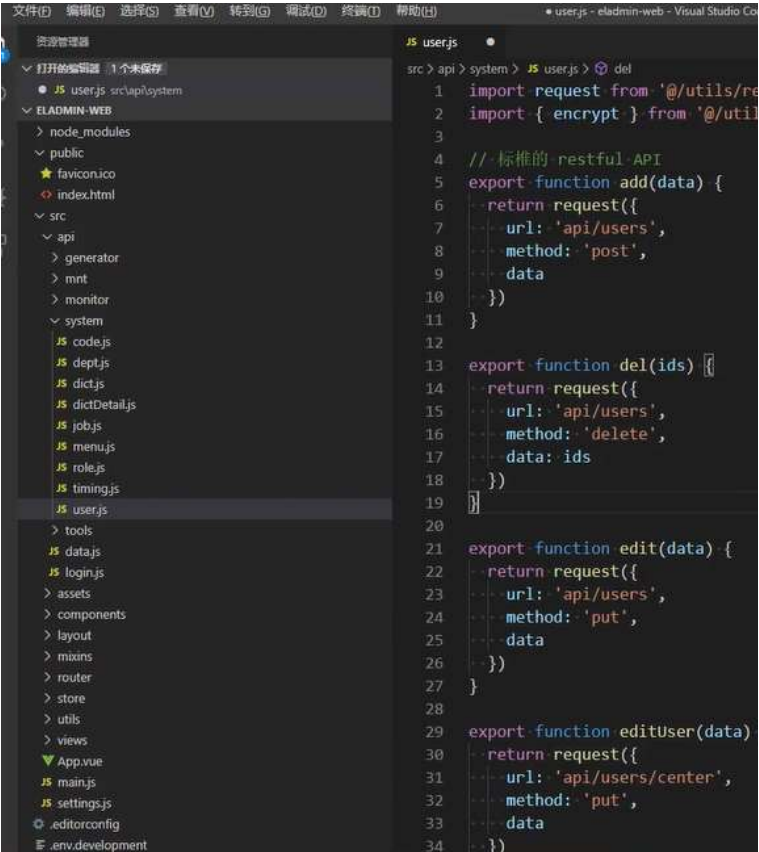 文件(F) 编辑(E) 选择(S) 查看(V) 转到(G) 调试(D) 终端(T) 帮助(H) ● user.js - eladmin-web - Visual Studio Co
资源管理器
打开的编辑器 1 个未保存
● JS user.js src\api\system
ELADMIN-WEB
> node_modules
public
favicon.ico
<> index.html
src
api
> generator
> mnt
> monitor
system
JS code.js
JS dept.js
JS dict.js
JS dictDetail.js
JS job.js
JS menu.js
JS role.js
JS timing.js
JS user.js
> tools
JS data.js
JS login.js
> assets
> components
> layout
> mixins
> router
> store
> utils
> views
App.vue
JS main.js
JS settings.js
.editorconfig
.env.development
JS user.js ●
src > api > system > JS user.js > del
1 import request from '@/utils/re
2 import { encrypt } from '@/util
3
4 // 标椎的 restful API
5 export function add(data) {
6 return request({
7 url: 'api/users',
8 method: 'post',
9 data
10 })
11 }
12
13 export function del(ids) {
14 return request({
15 url: 'api/users',
16 method: 'delete',
17 data: ids
18 })
19 }
20
21 export function edit(data) {
22 return request({
23 url: 'api/users',
24 method: 'put',
25 data
26 })
27 }
28
29 export function editUser(data)
30 return request({
31 url: 'api/users/center',
32 method: 'put',
33 data
34 })